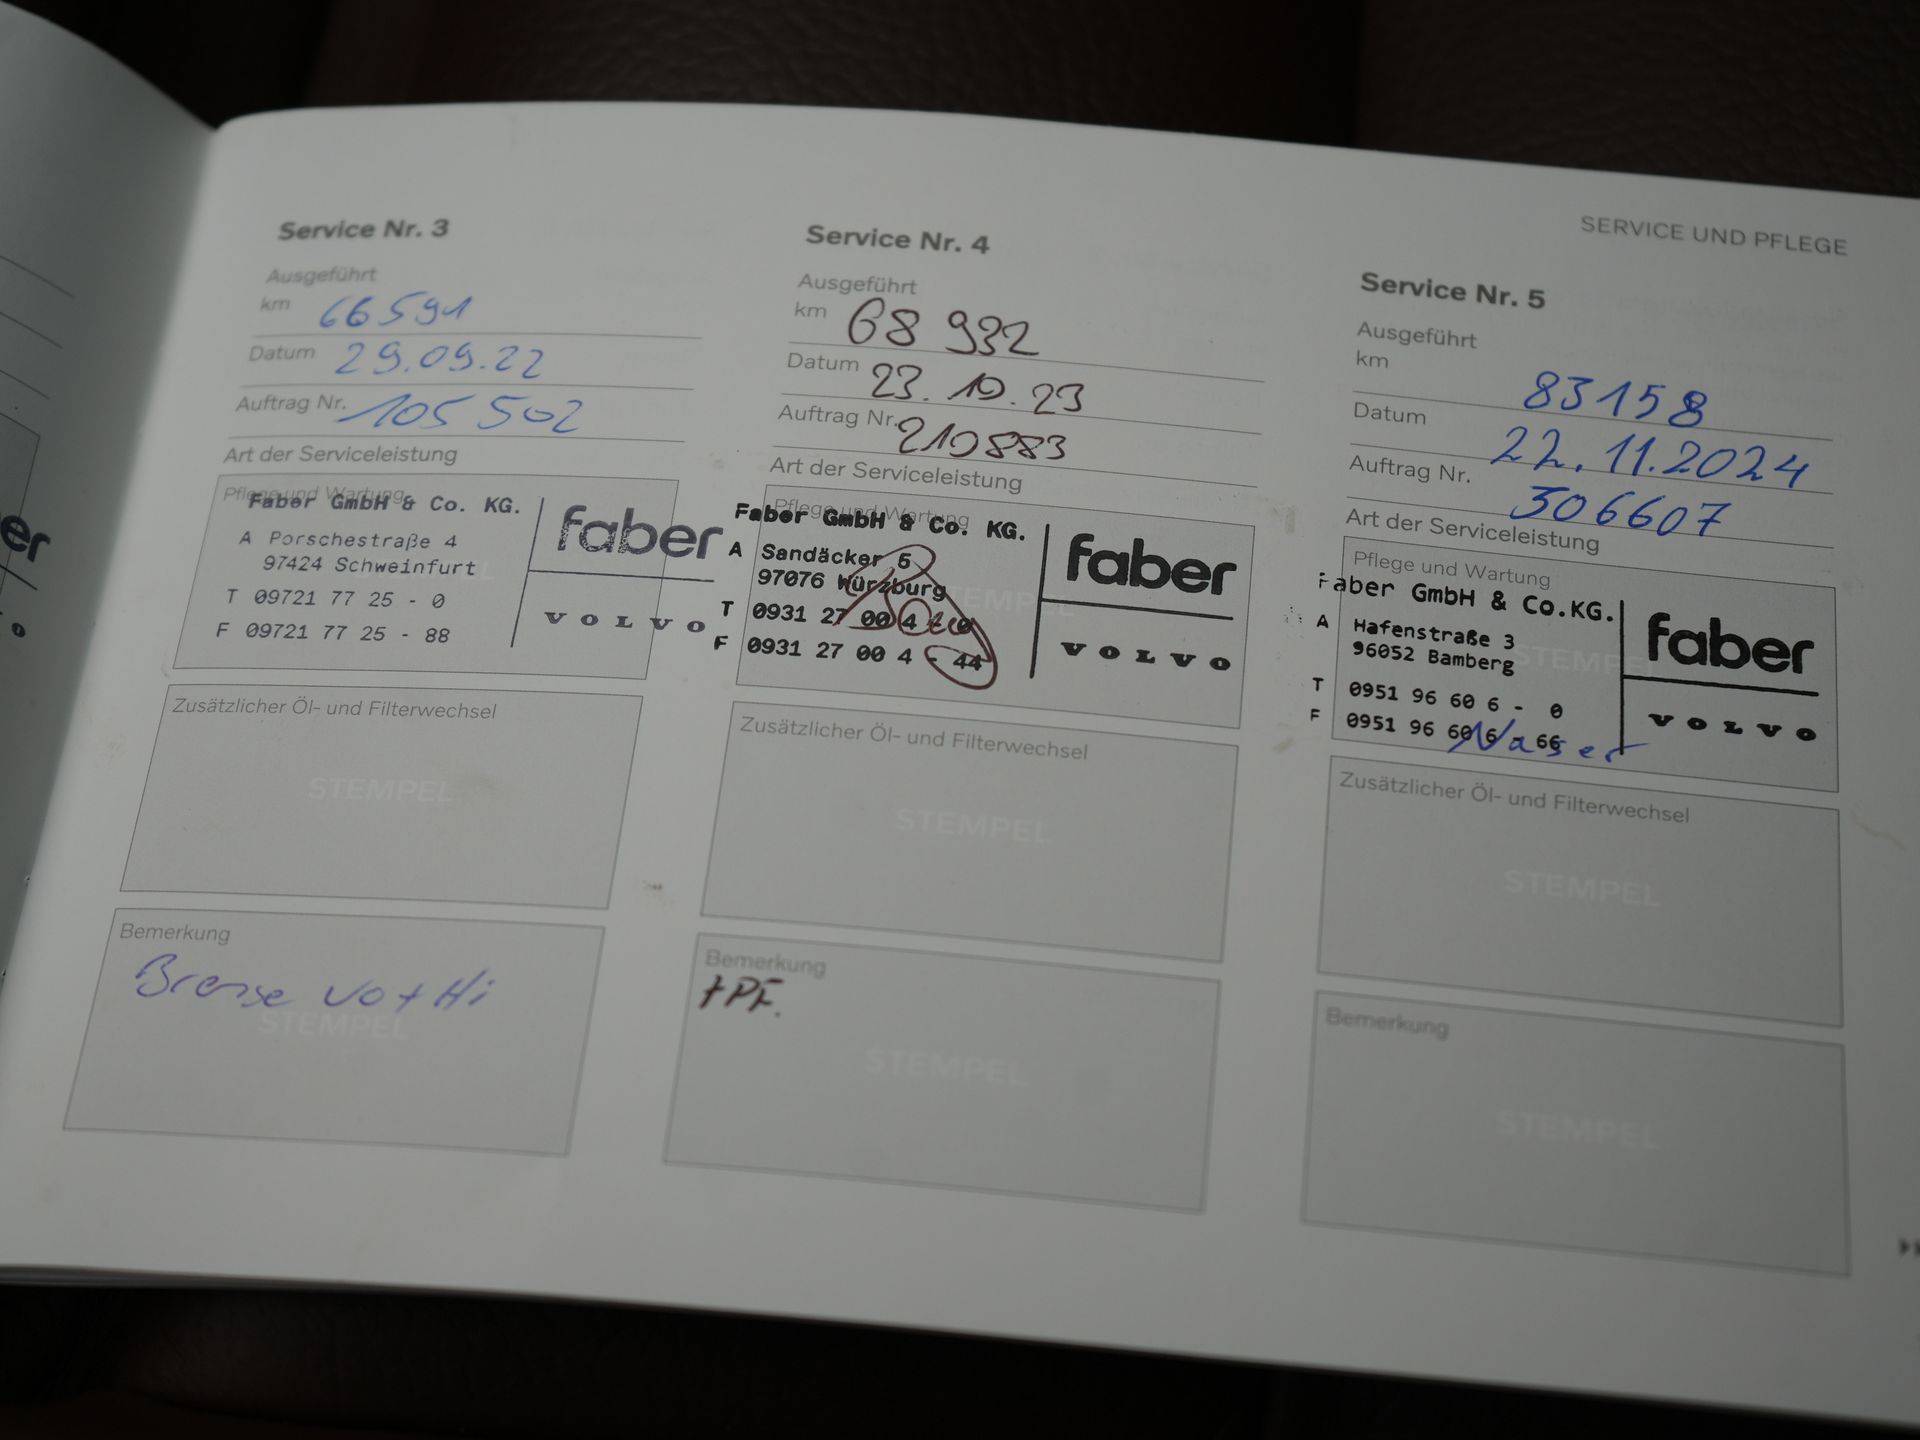 SERVICE UND PFLEGE
Service Nr. 3
Ausgeführt
km 66591
Datum 29.09.22
Auftrag Nr. 105 502
Art der Serviceleistung
Pflege und Wartung
Faber GmbH & Co. KG.
A Porschestraße 4
97424 Schweinfurt
T 09721 77 25 - 0
F 09721 77 25 - 88
faber
VOLVO
Zusätzlicher Öl- und Filterwechsel
STEMPEL
Bemerkung
Bremse Vo + Hi
STEMPEL
Service Nr. 4
Ausgeführt
km 68 932
Datum 23.10.23
Auftrag Nr. 210883
Art der Serviceleistung
Pflege und Wartung
Faber GmbH & Co. KG.
A Sandäcker 5
97076 Würzburg
T 0931 27 00 4 - 0
F 0931 27 00 4 - 44
faber
VOLVO
STEMPEL
Zusätzlicher Öl- und Filterwechsel
STEMPEL
Bemerkung
+PF.
STEMPEL
Service Nr. 5
Ausgeführt
km 83158
Datum 22.11.2024
Auftrag Nr. 306607
Art der Serviceleistung
Pflege und Wartung
Faber GmbH & Co.KG.
A Hafenstraße 3
96052 Bamberg
T 0951 96 60 6 - 0
F 0951 96 60 6 - 66
faber
VOLVO
STEMPEL
Zusätzlicher Öl- und Filterwechsel
STEMPEL
Bemerkung
STEMPEL